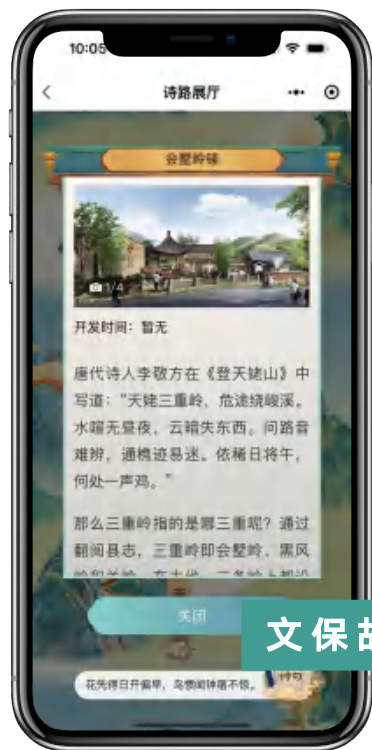 10:05
诗路展厅
会墅岭铺
1/4
开发时间：暂无
唐代诗人李敬方在《登天姥山》中
写道：“天姥三重岭，危途绕峻溪。
水喧无昼夜，云暗失东西。问路音
难辨，通樵迹易迷。依稀日将午，
何处一声鸡。”
那么三重岭指的是哪三重呢？通过
翻阅县志，三重岭即会墅岭、黑风
关闭
文保故
花先得日开偏早，鸟惯闻钟宿不惊。
诗句